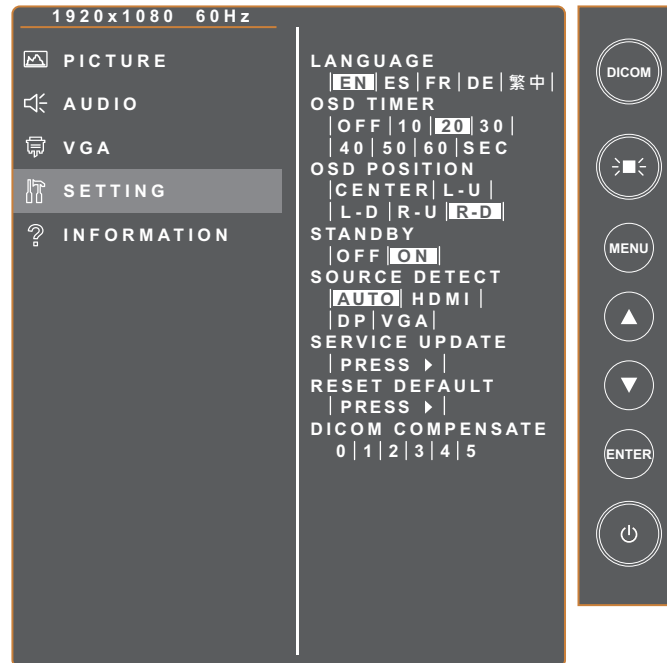 1920x1080 60Hz
PICTURE
AUDIO
VGA
SETTING
INFORMATION
LANGUAGE
|EN|ES|FR|DE|繁中|
OSD TIMER
|OFF|10|20|30|
|40|50|60|SEC
OSD POSITION
|CENTER|L-U|
|L-D|R-U|R-D|
STANDBY
|OFF|ON|
SOURCE DETECT
|AUTO|HDMI|
|DP|VGA|
SERVICE UPDATE
|PRESS ▶|
RESET DEFAULT
|PRESS ▶|
DICOM COMPENSATE
0|1|2|3|4|5
DICOM
MENU
ENTER